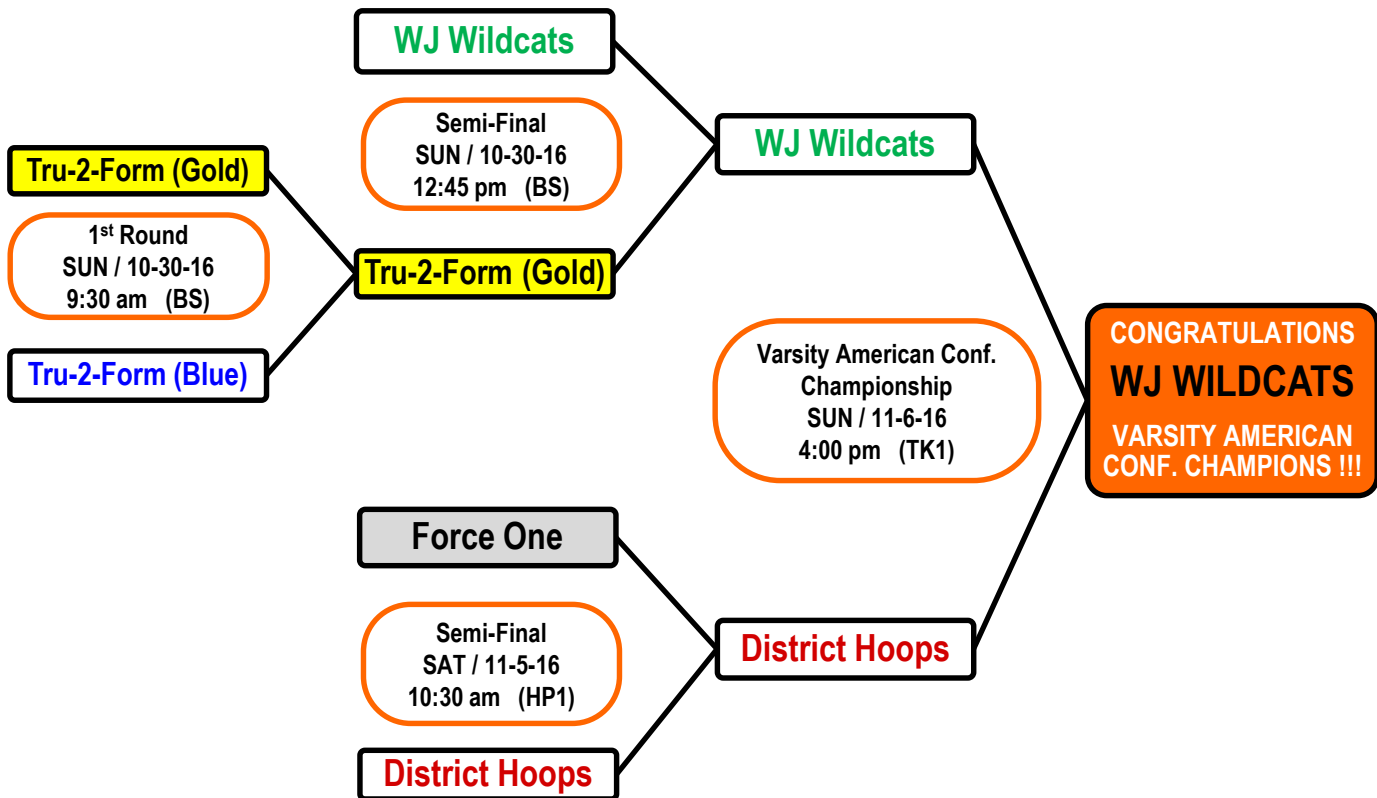 WJ Wildcats
Semi-Final
SUN / 10-30-16
12:45 pm (BS)
Tru-2-Form (Gold)
1st Round
SUN / 10-30-16
9:30 am (BS)
Tru-2-Form (Blue)
Tru-2-Form (Gold)
WJ Wildcats
Varsity American Conf.
Championship
SUN / 11-6-16
4:00 pm (TK1)
CONGRATULATIONS
WJ WILDCATS
VARSITY AMERICAN
CONF. CHAMPIONS !!!
Force One
Semi-Final
SAT / 11-5-16
10:30 am (HP1)
District Hoops
District Hoops